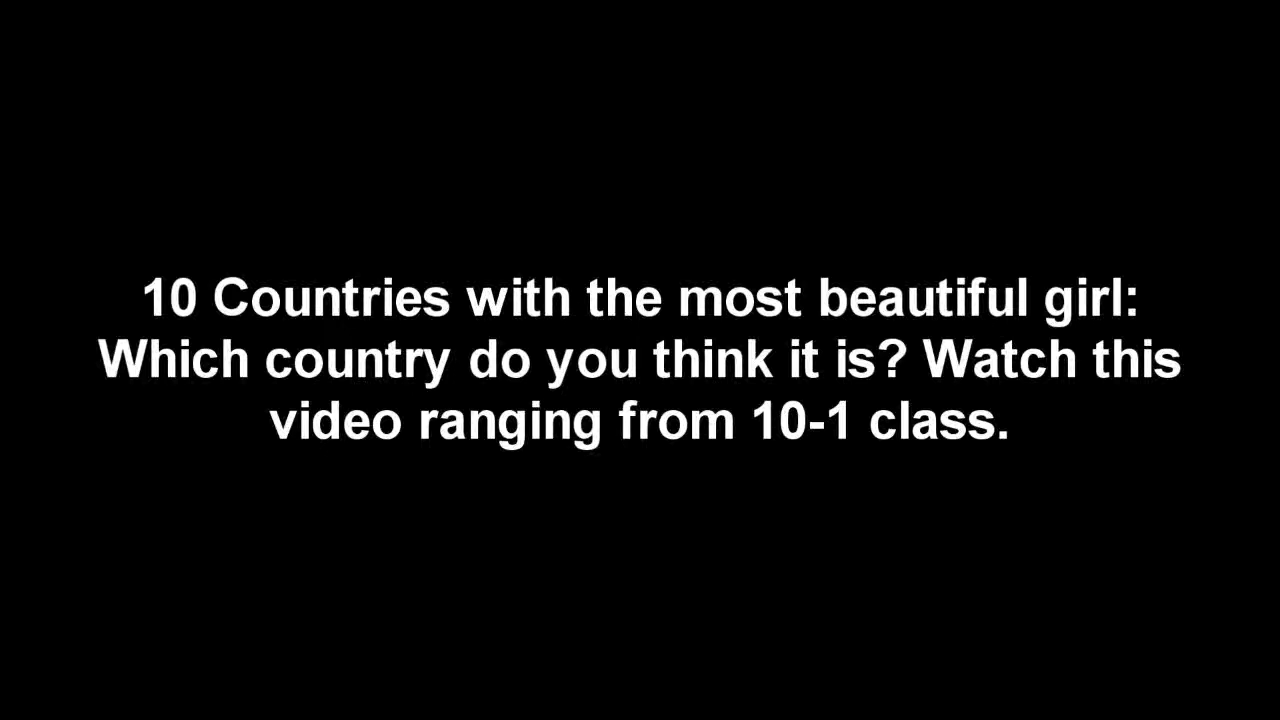 10 Countries with the most beautiful girl:
Which country do you think it is? Watch this
video ranging from 10-1 class.